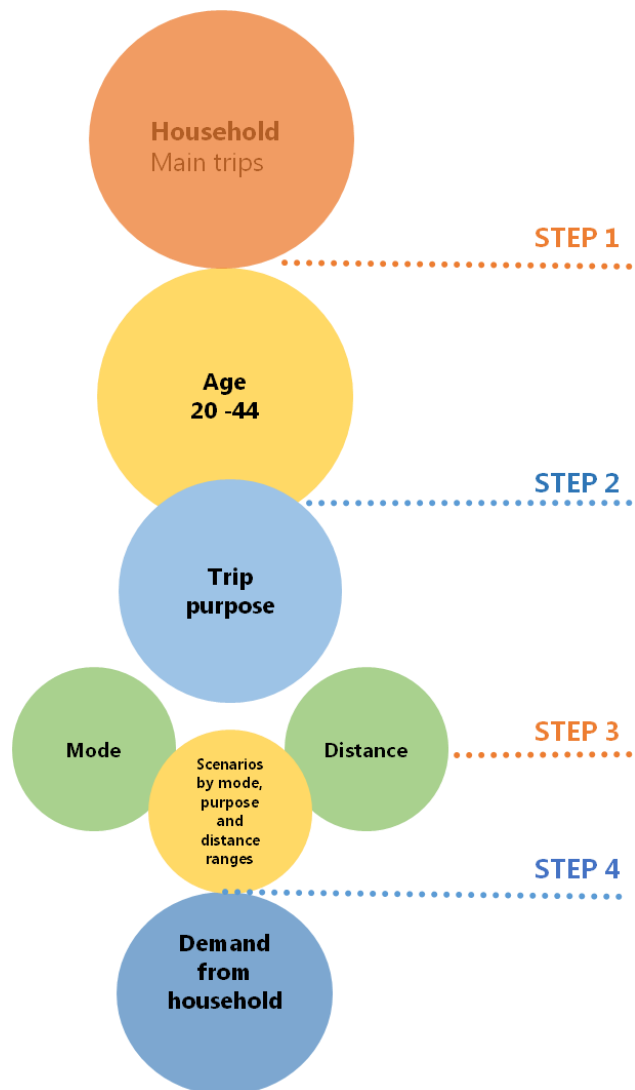 Household
Main trips
STEP 1
Age
20 -44
STEP 2
Trip
purpose
Mode
Distance
STEP 3
Scenarios
by mode,
purpose
and
distance
ranges
STEP 4
Demand
from
household